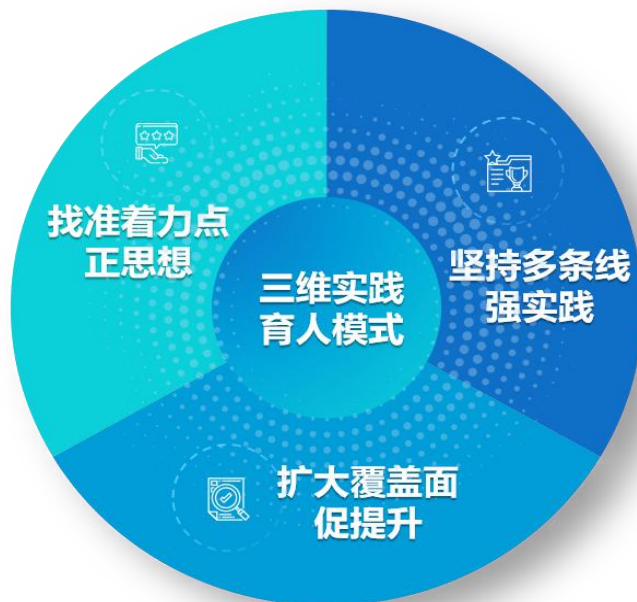 找准着力点
正思想
三维实践
育人模式
坚持多条线
强实践
扩大覆盖面
促提升